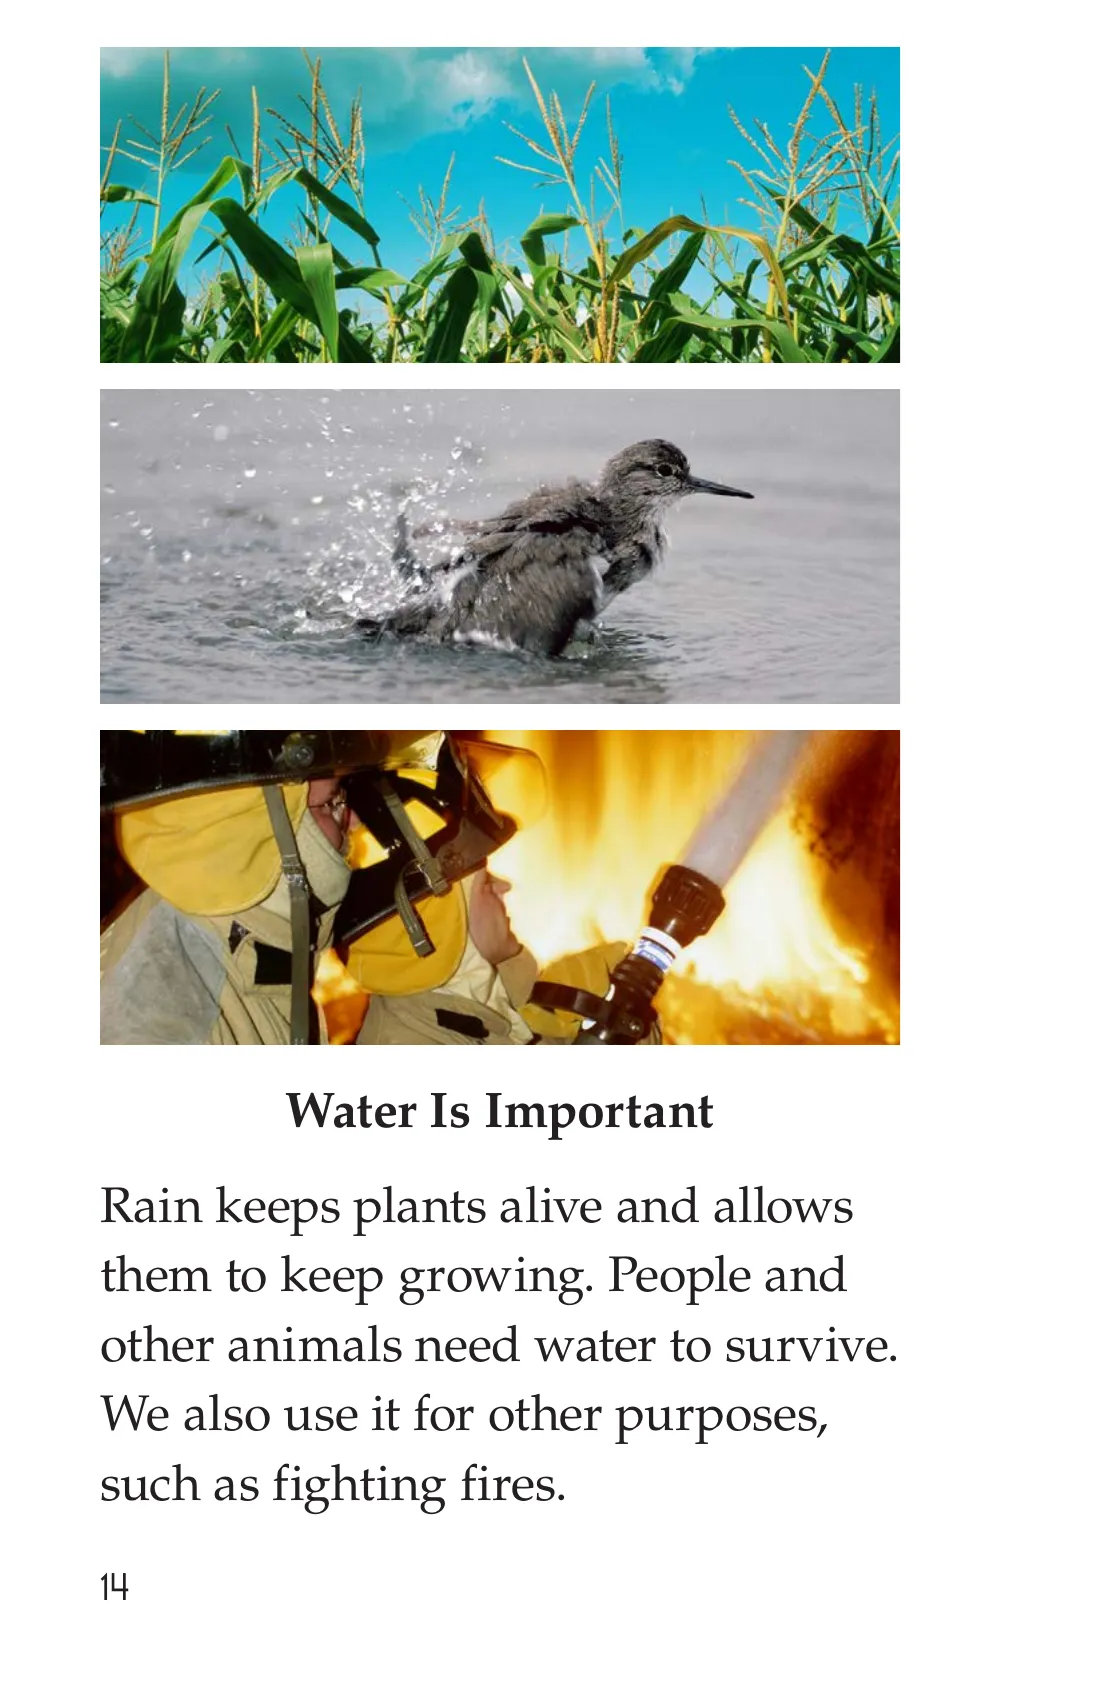 Water Is Important
Rain keeps plants alive and allows
them to keep growing. People and
other animals need water to survive.
We also use it for other purposes,
such as fighting fires.
14